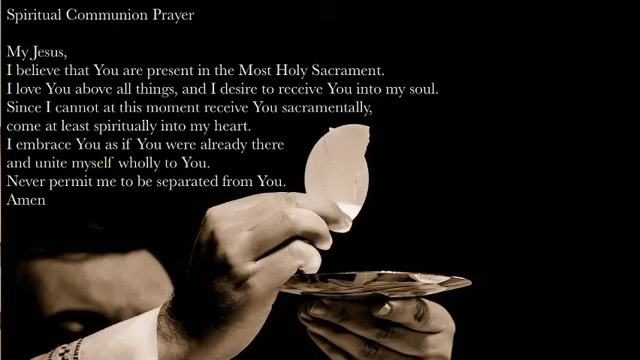 Spiritual Communion Prayer
My Jesus,
I believe that You are present in the Most Holy Sacrament.
I love You above all things, and I desire to receive You into my soul.
Since I cannot at this moment receive You sacramentally,
come at least spiritually into my heart.
I embrace You as if You were already there
and unite myself wholly to You.
Never permit me to be separated from You.
Amen